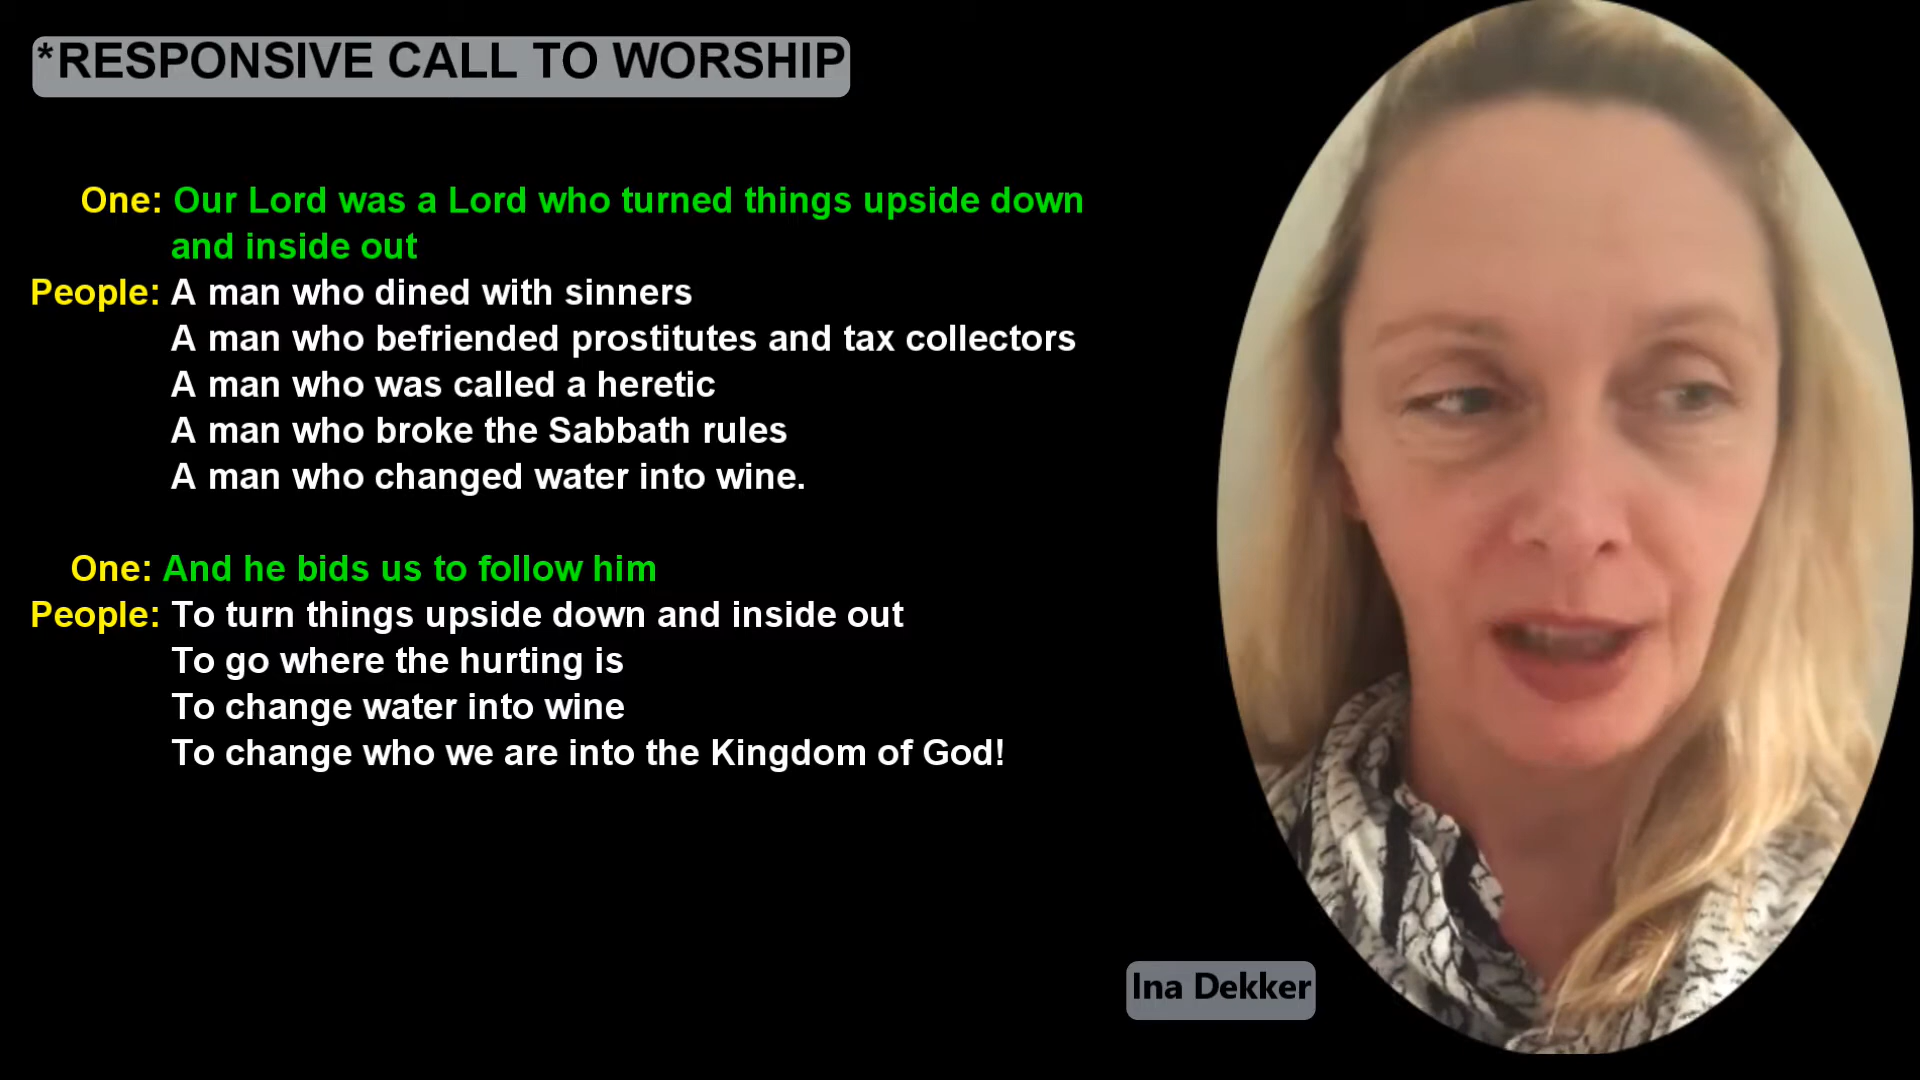 *RESPONSIVE CALL TO WORSHIP
One: Our Lord was a Lord who turned things upside down
and inside out
People: A man who dined with sinners
A man who befriended prostitutes and tax collectors
A man who was called a heretic
A man who broke the Sabbath rules
A man who changed water into wine.
One: And he bids us to follow him
People: To turn things upside down and inside out
To go where the hurting is
To change water into wine
To change who we are into the Kingdom of God!
Ina Dekker